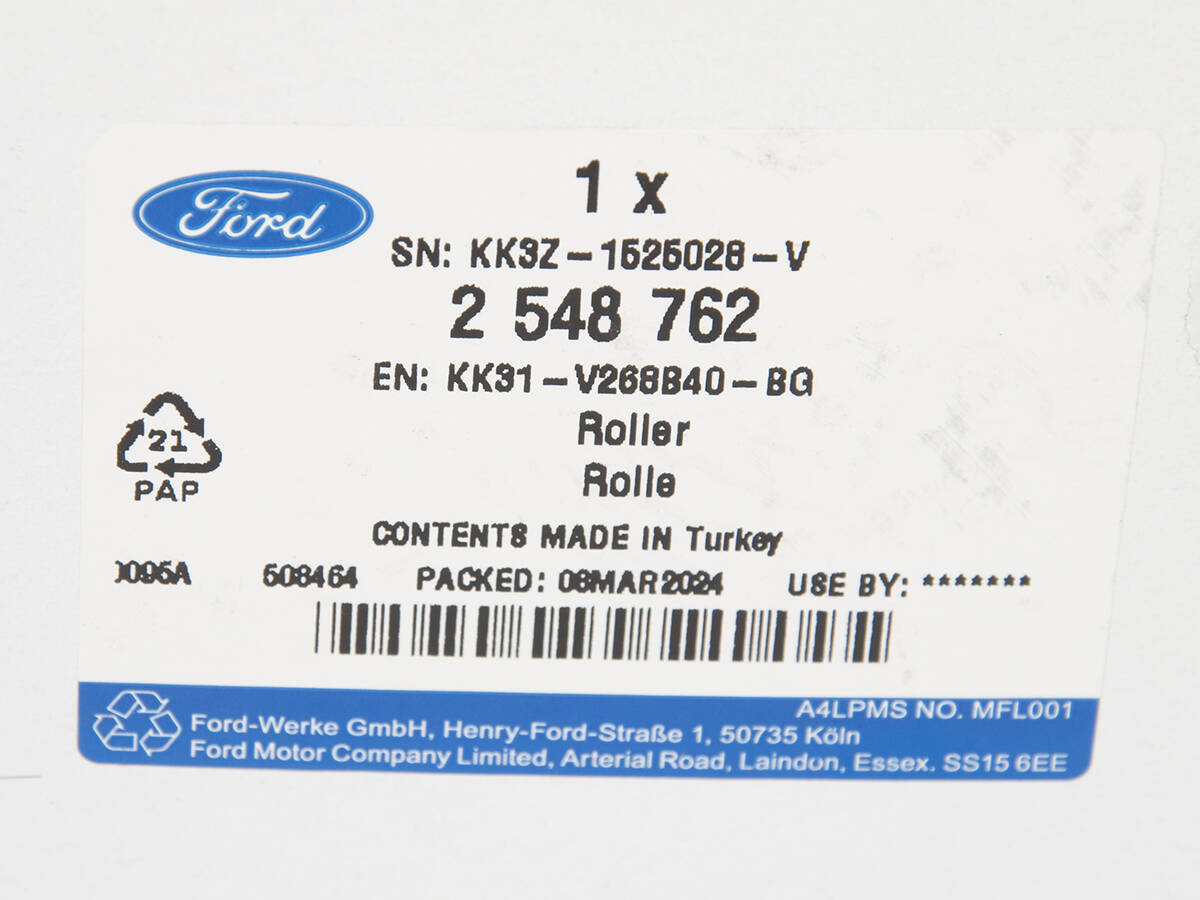 Ford
1 x
SN: KK3Z-1525028-V
2 548 762
EN: KK31-V268B40-BG
Roller
Rolle
21
PAP
CONTENTS MADE IN Turkey
508464 PACKED: 08MAR2024 USE BY: *******
A4LPMS NO. MFL001
Ford-Werke GmbH, Henry-Ford-Straße 1, 50735 Köln
Ford Motor Company Limited, Arterial Road, Laindon, Essex. SS15 6EE